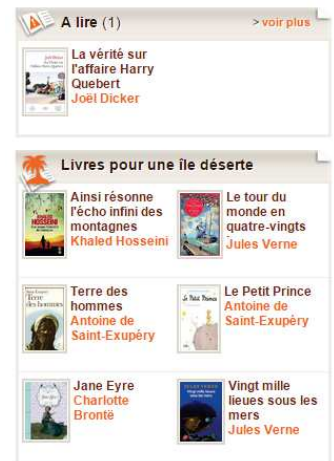 A lire (1)
> voir plus
La vérité sur
l'affaire Harry
Quebert
Joël Dicker
Livres pour une île déserte
Ainsi résonne
l'écho infini des
montagnes
Khaled Hosseini
Le tour du
monde en
quatre-vingts
Jules Verne
Terre des
hommes
Antoine de
Saint-Exupéry
Le Petit Prince
Antoine de
Saint-Exupéry
Jane Eyre
Charlotte
Brontë
Vingt mille
lieues sous les
mers
Jules Verne